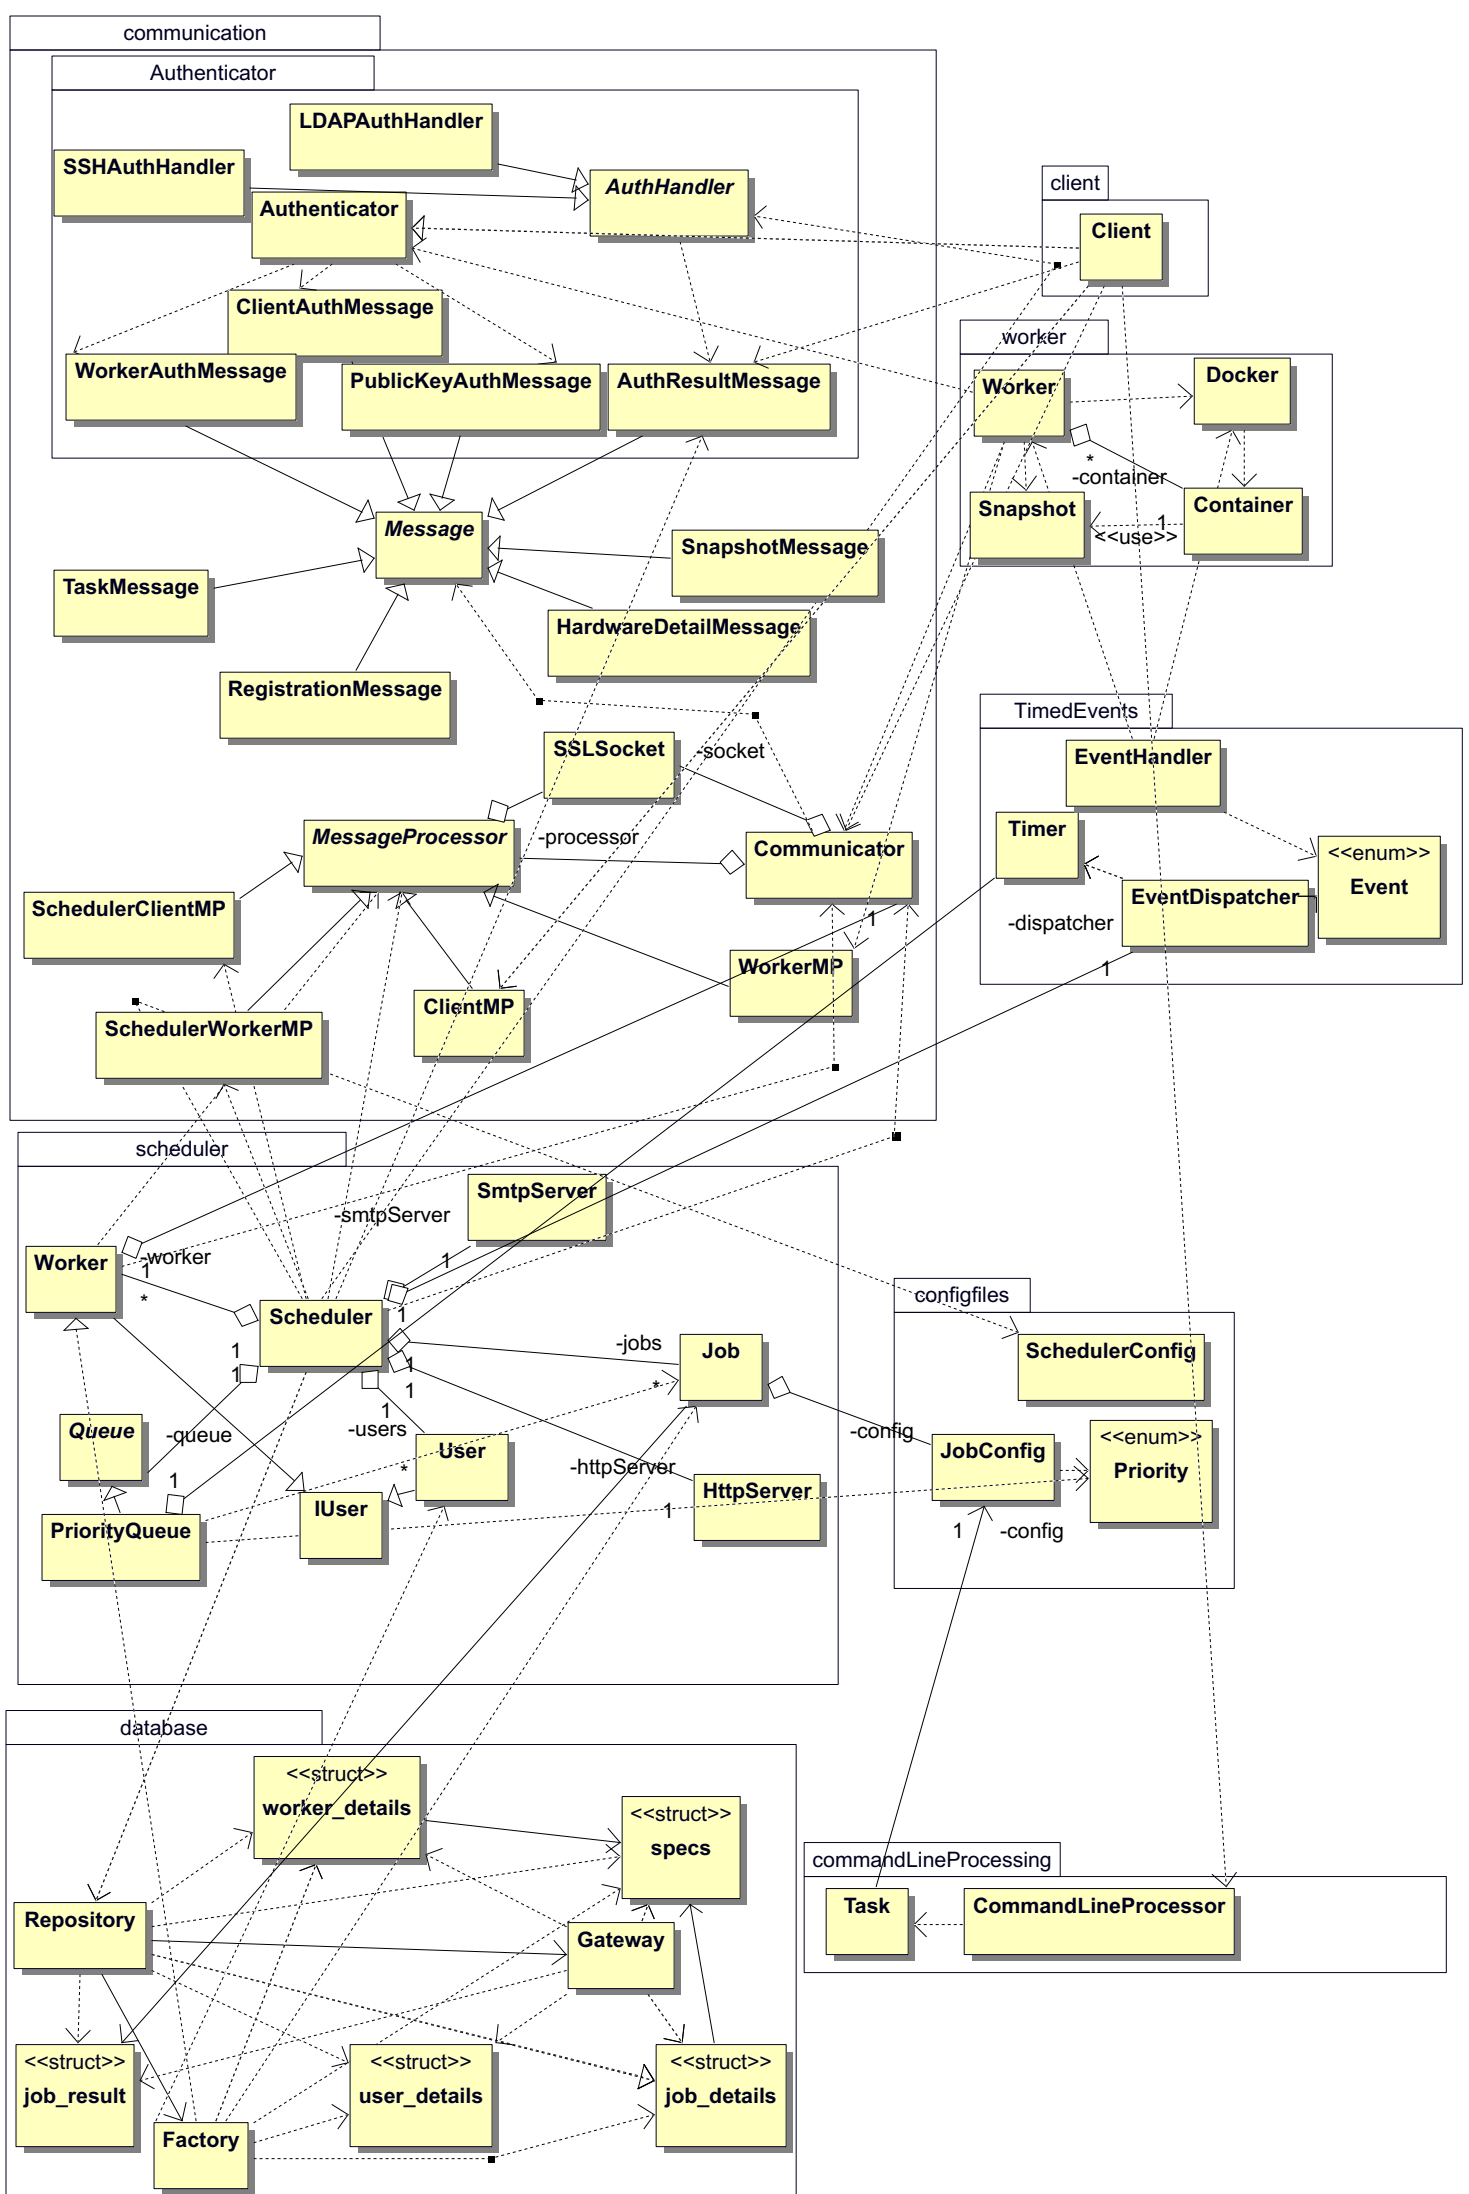 communication
Authenticator
LDAPAuthHandler
SSHAuthHandler
AuthHandler
Authenticator
client
Client
ClientAuthMessage
WorkerAuthMessage
PublicKeyAuthMessage
AuthResultMessage
worker
Worker
Docker
*
-container
Snapshot
Container
1
<<use>>
Message
SnapshotMessage
TaskMessage
HardwareDetailMessage
RegistrationMessage
TimedEvents
SSLSocket
-socket
EventHandler
MessageProcessor
-processor
Communicator
Timer
<<enum>>
Event
EventDispatcher
-dispatcher
1
SchedulerClientMP
1
WorkerMP
ClientMP
SchedulerWorkerMP
scheduler
SmtpServer
-smtpServer
1
Worker
-worker
1
*
Scheduler
1
configfiles
SchedulerConfig
-jobs
Job
*
1
1
1
1
1
Queue
-queue
-users
User
*
-config
<<enum>>
Priority
JobConfig
-httpServer
HttpServer
1
1
PriorityQueue
IUser
1
-config
database
<<struct>>
worker_details
<<struct>>
specs
commandLineProcessing
Task
CommandLineProcessor
Repository
Gateway
<<struct>>
job_result
<<struct>>
user_details
<<struct>>
job_details
Factory